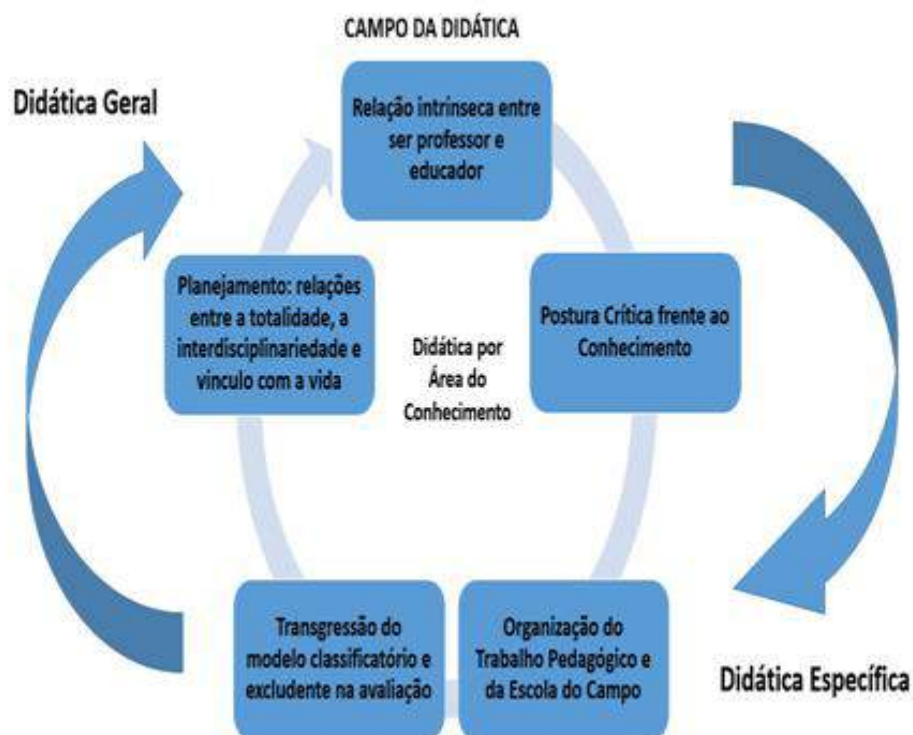 CAMPO DA DIDÁTICA
Didática Geral
Relação intrínseca entre
ser professor e
educador
Planejamento: relações
entre a totalidade, a
interdisciplinariedade e
vínculo com a vida
Didática por
Área do
Conhecimento
Postura Crítica frente ao
Conhecimento
Transgressão do
modelo classificatório e
excludente na avaliação
Organização do
Trabalho Pedagógico e
da Escola do Campo
Didática Específica